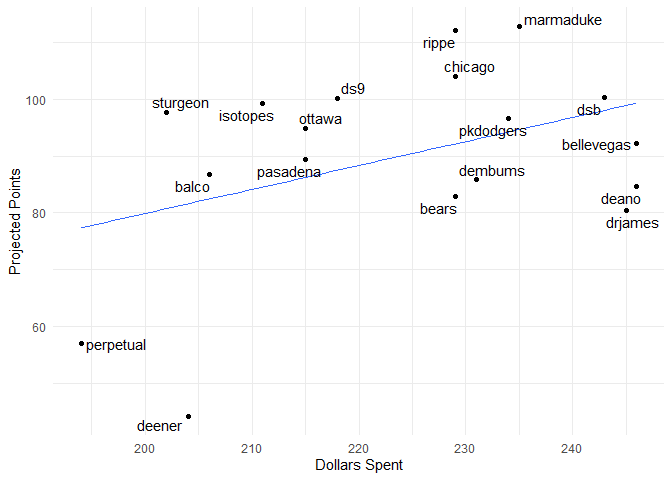 marmaduke
rippe
chicago
ds9
sturgeon
100
isotopes
ottawa
dsb
pkdodgers
bellevegas
pasadena
dembums
balco
deano
bears
80
drjames
Projected Points
60
perpetual
deener
200
210
220
230
240
Dollars Spent